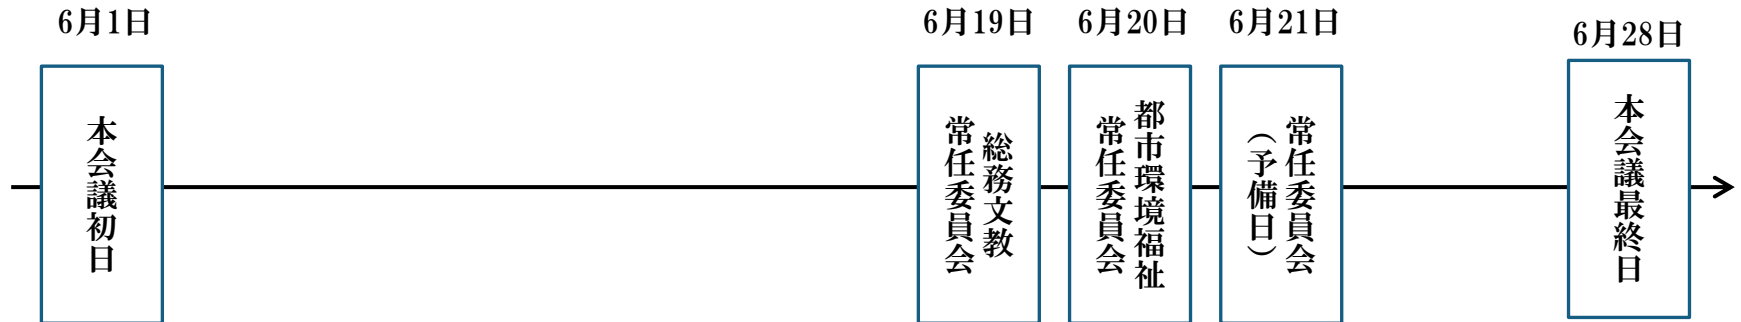 6月1日
本会議初日
6月19日
総務文教
常任委員会
6月20日
都市環境福祉
常任委員会
6月21日
常任委員会
（予備日）
6月28日
本会議最終日